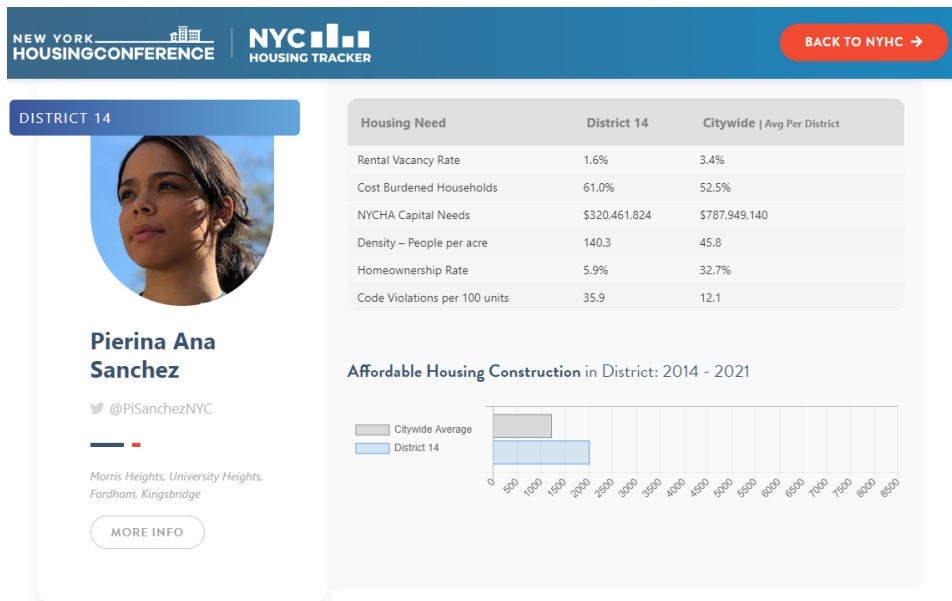 NEW YORK
HOUSINGCONFERENCE
NYC
HOUSING TRACKER
BACK TO NYHC →
DISTRICT 14
Pierina Ana
Sanchez
@PiSanchezNYC
Morris Heights, University Heights,
Fordham, Kingsbridge
MORE INFO
Housing Need District 14 Citywide | Avg Per District
Rental Vacancy Rate 1.6% 3.4%
Cost Burdened Households 61.0% 52.5%
NYCHA Capital Needs $320,461,824 $787,949,140
Density – People per acre 140.3 45.8
Homeownership Rate 5.9% 32.7%
Code Violations per 100 units 35.9 12.1
Affordable Housing Construction in District: 2014 - 2021
Citywide Average
District 14
0 500 1000 1500 2000 2500 3000 3500 4000 4500 5000 5500 6000 6500 7000 7500 8000 8500